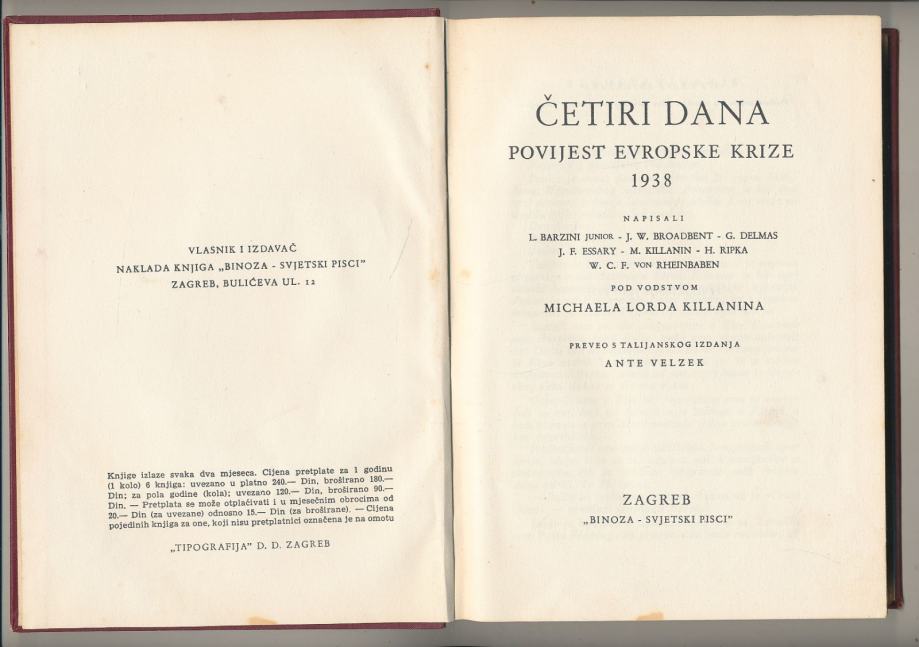 VLASNIK I IZDAVAČ
NAKLADA KNJIGA „BINOZA - SVJETSKI PISCI”
ZAGREB, BULIĆEVA UL. 12
Knjige izlaze svaka dva mjeseca. Cijena pretplate za 1 godinu
(1 kolo) 6 knjiga: uvezano u platno 240.— Din, broširano 180.—
Din; za pola godine (kola); uvezano 120.— Din, broširano 90.—
Din. — Pretplata se može otplaćivati i u mjesečnim obrocima od
20.— Din (za uvezane) odnosno 15.— Din (za broširane). — Cijena
pojedinih knjiga za one, koji nisu pretplatnici označena je na omotu
„TIPOGRAFIJA” D. D. ZAGREB
ČETIRI DANA
POVIJEST EVROPSKE KRIZE
1938
NAPISALI
L. BARZINI JUNIOR - J. W. BROADBENT - G. DELMAS
J. F. ESSARY - M. KILLANIN - H. RIPKA
W. C. F. VON RHEINBABEN
POD VODSTVOM
MICHAELA LORDA KILLANINA
PREVEO S TALIJANSKOG IZDANJA
ANTE VELZEK
ZAGREB
„BINOZA - SVJETSKI PISCI”